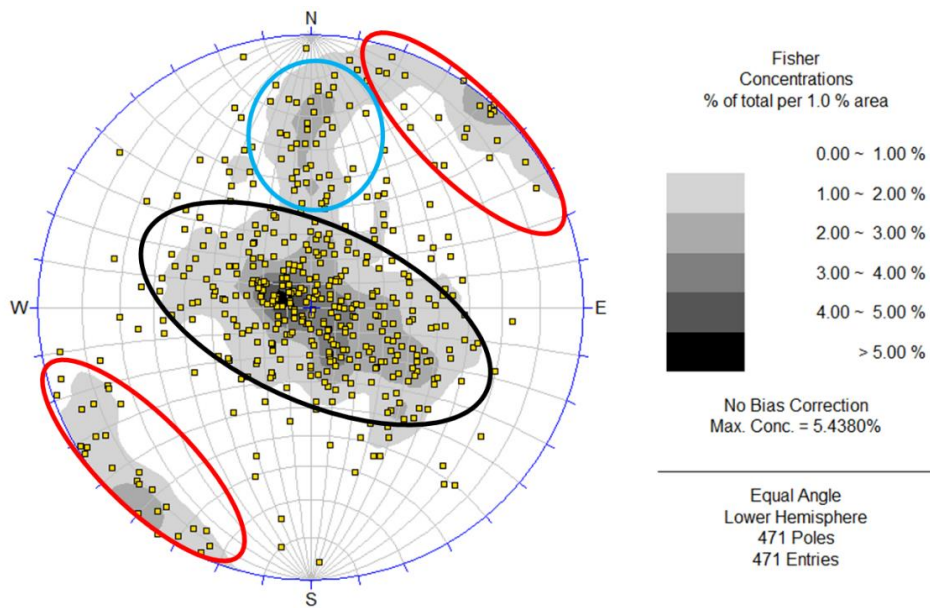 N
W
E
S
Fisher
Concentrations
% of total per 1.0 % area
0.00 ~ 1.00 %
1.00 ~ 2.00 %
2.00 ~ 3.00 %
3.00 ~ 4.00 %
4.00 ~ 5.00 %
> 5.00 %
No Bias Correction
Max. Conc. = 5.4380%
Equal Angle
Lower Hemisphere
471 Poles
471 Entries